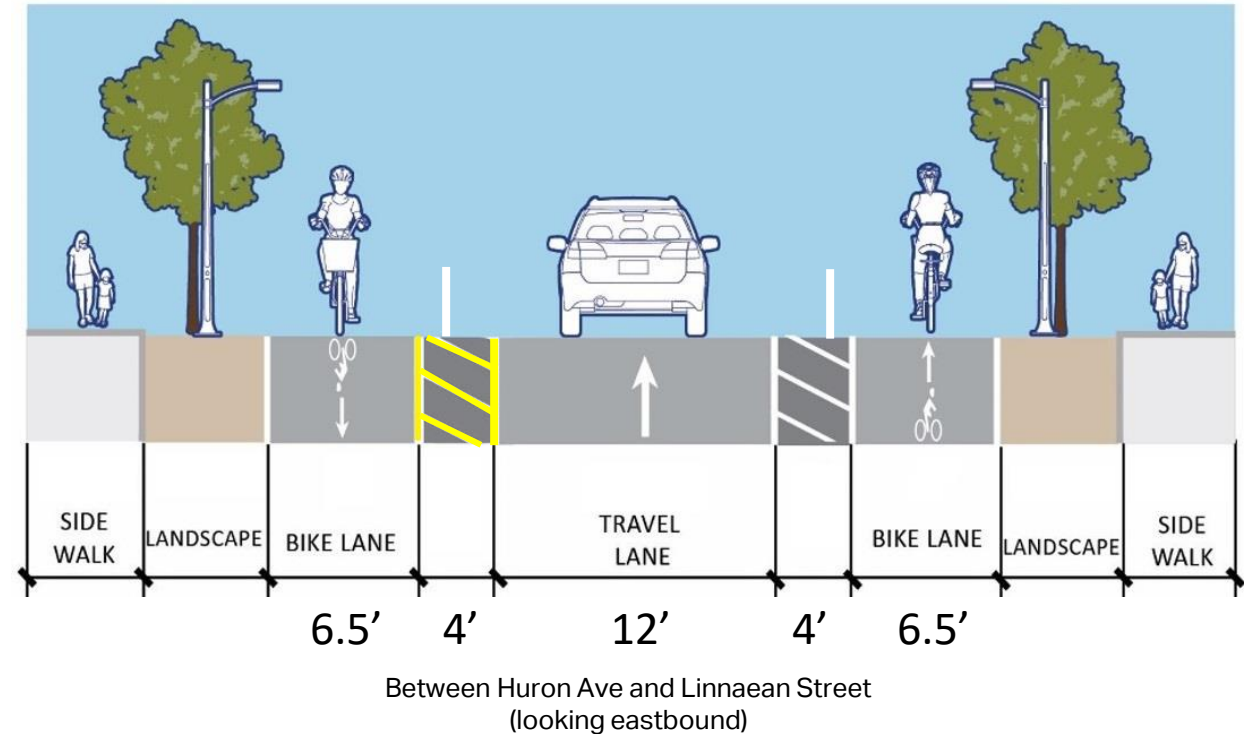 SIDE
WALK
LANDSCAPE
BIKE LANE
TRAVEL
LANE
BIKE LANE
LANDSCAPE
SIDE
WALK
6.5’
4’
12’
4’
6.5’
Between Huron Ave and Linnaean Street
(looking eastbound)